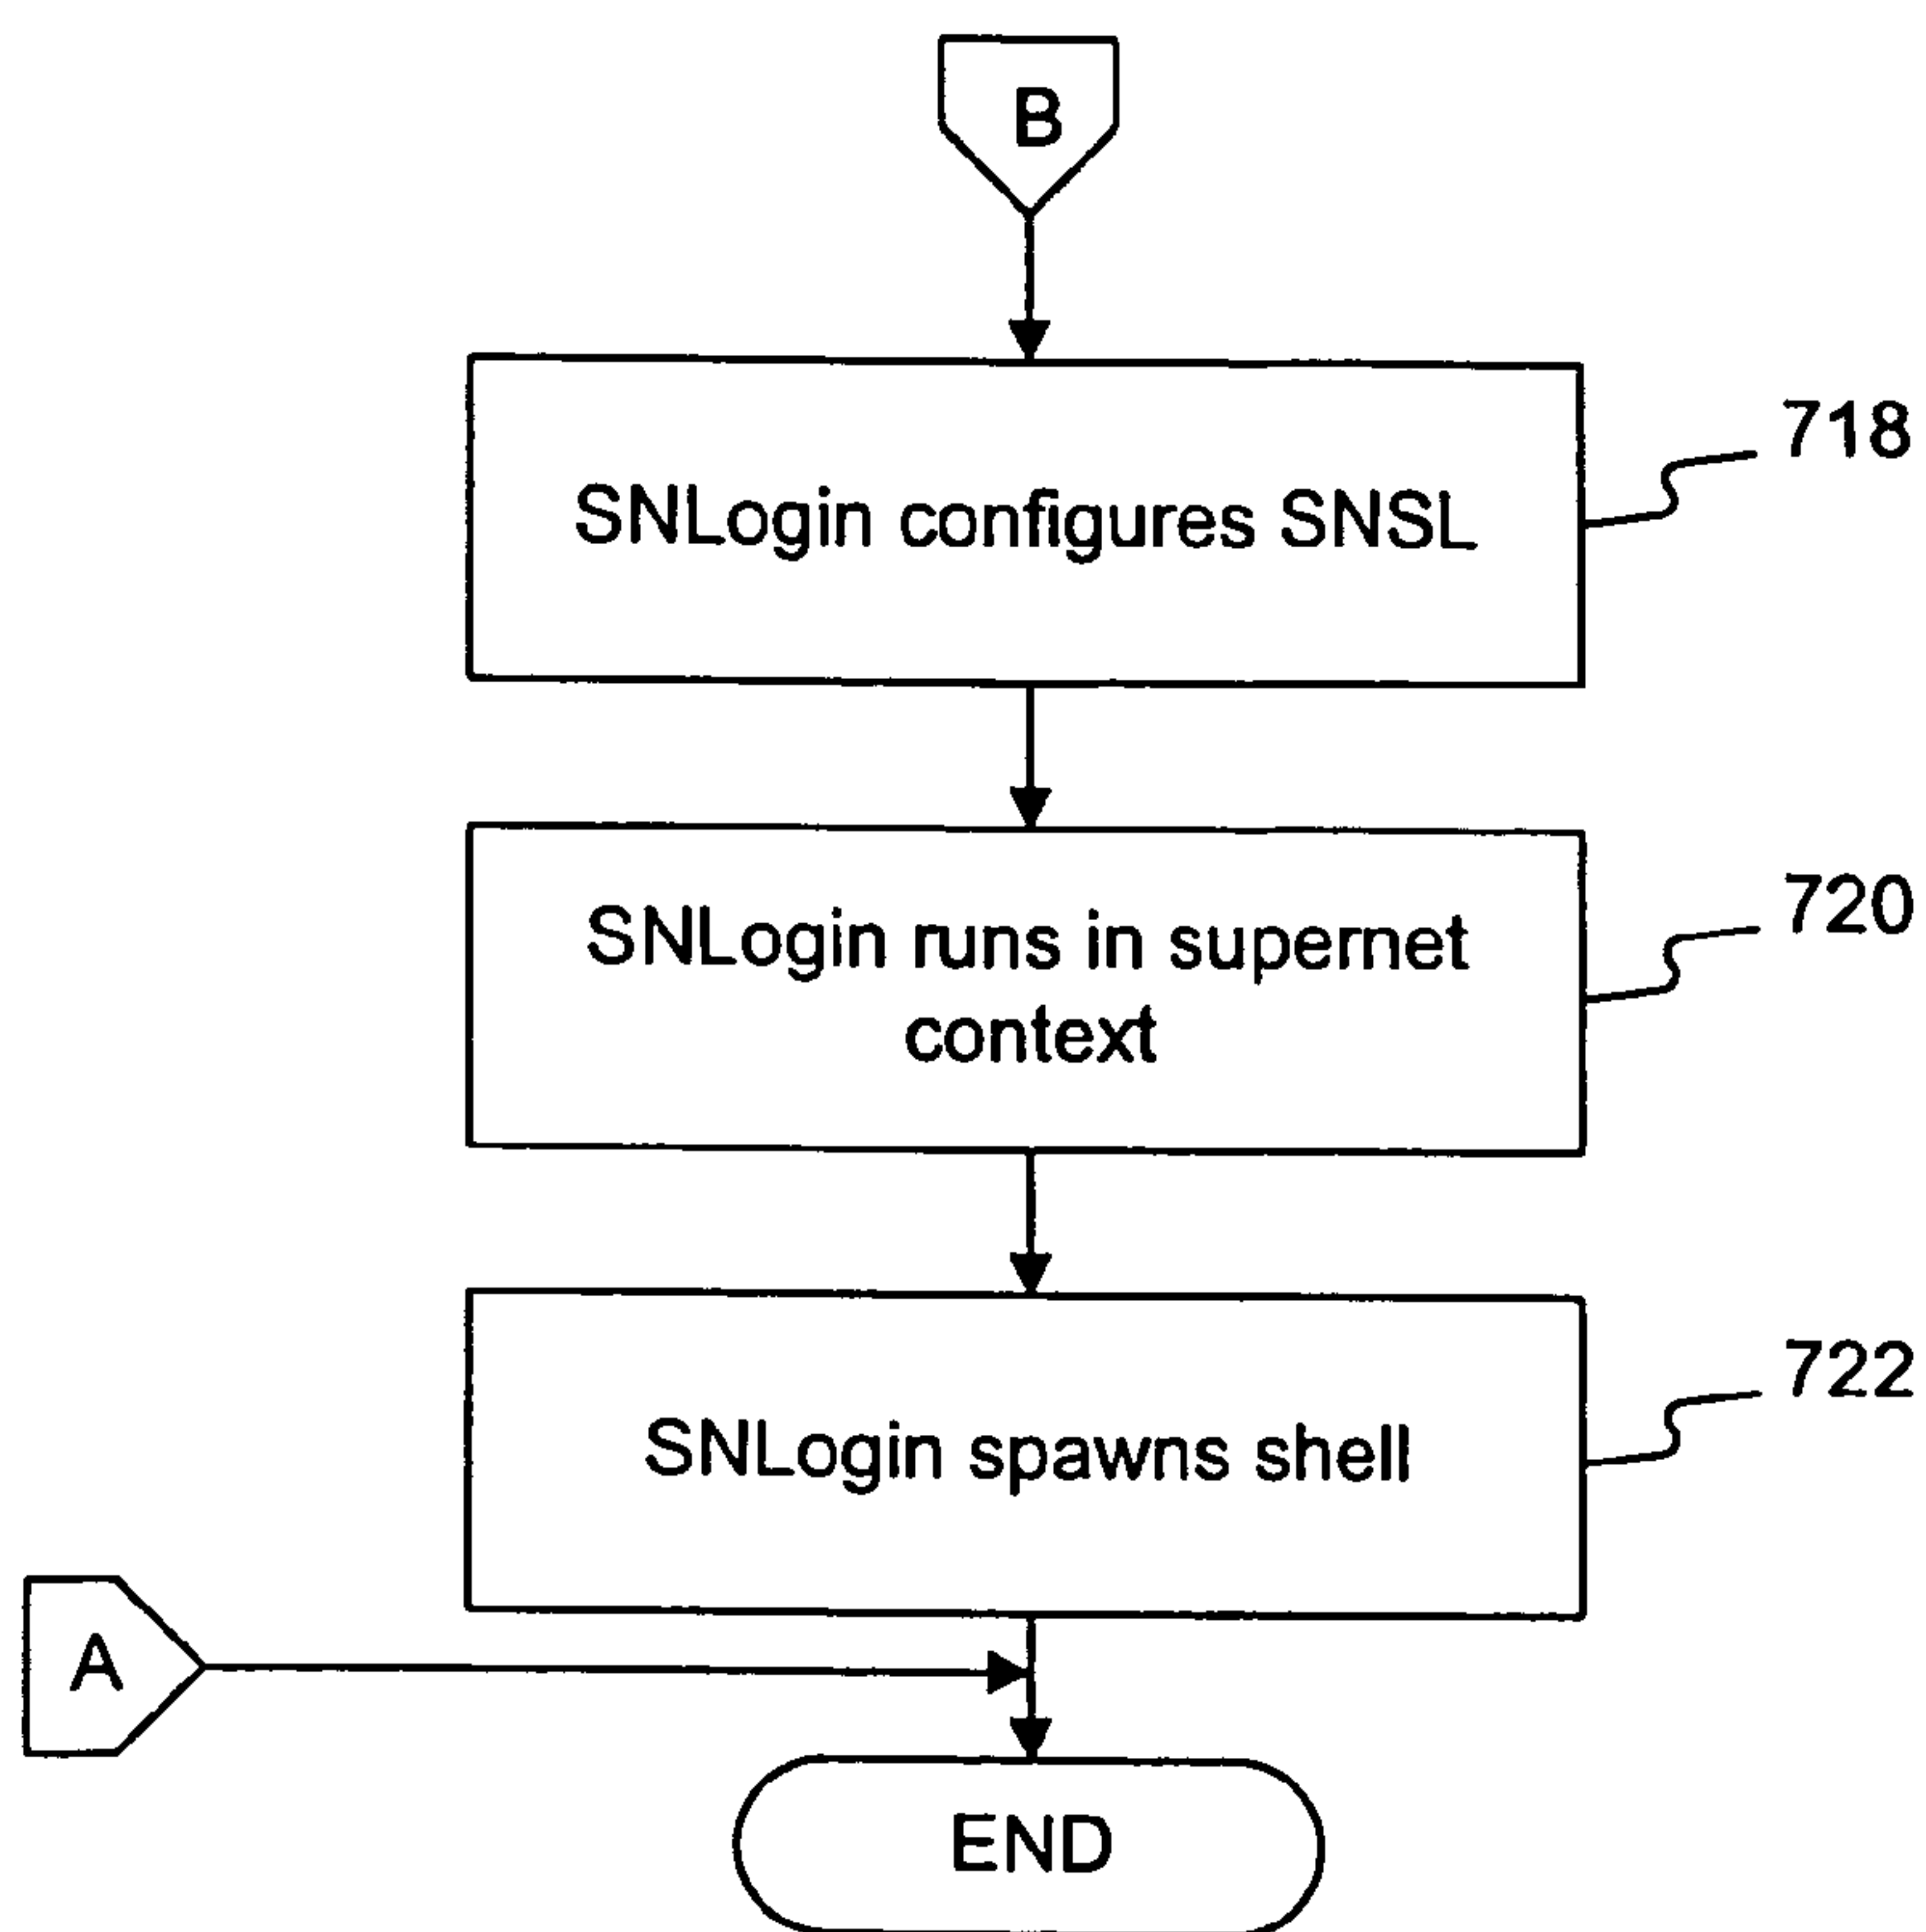 B
SNLogin configures SNSL
718
SNLogin runs in supernet
context
720
SNLogin spawns shell
722
A
END